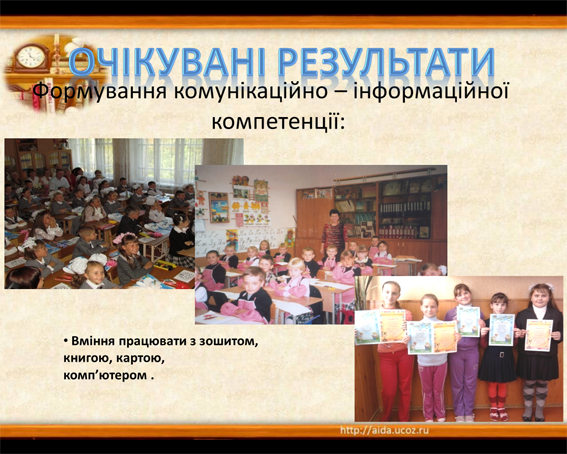 ОЧІКУВАНІ РЕЗУЛЬТАТИ
Формування комунікаційно – інформаційної
компетенції:
• Вміння працювати з зошитом,
книгою, картою,
комп’ютером .
http://aida.ucoz.ru